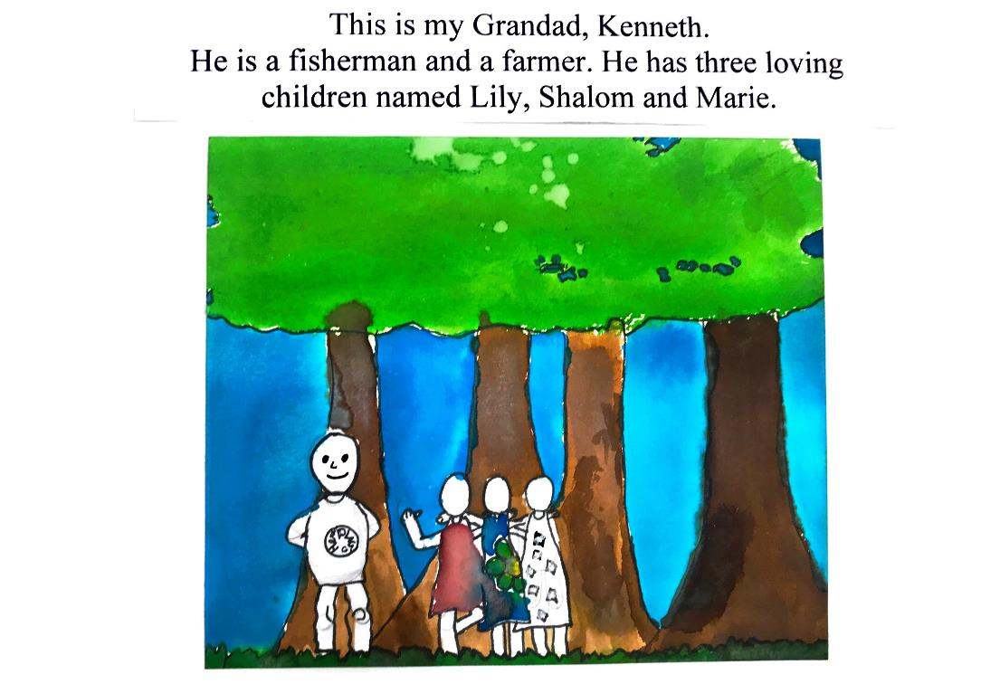 This is my Grandad, Kenneth.
He is a fisherman and a farmer. He has three loving
children named Lily, Shalom and Marie.